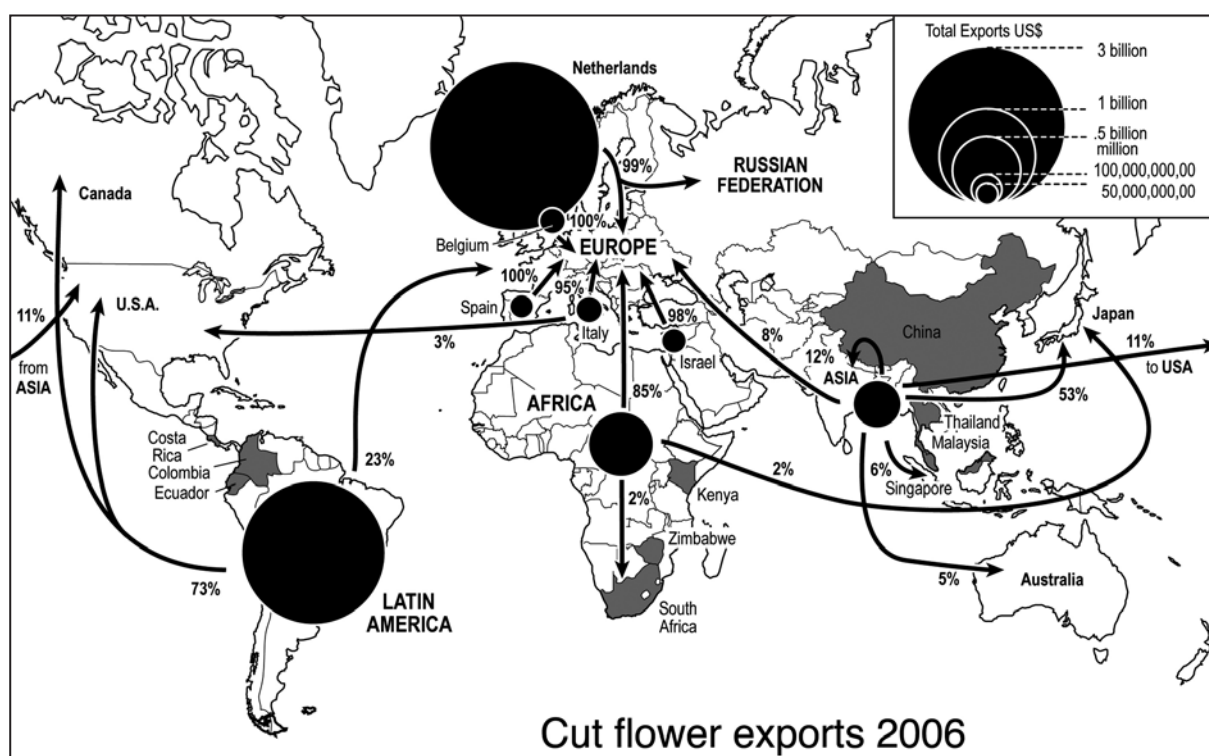 Total Exports US$
3 billion
1 billion
.5 billion
million
100,000,000,00
50,000,000,00
Netherlands
99%
RUSSIAN
FEDERATION
Canada
100%
Belgium
EUROPE
100%
95%
Spain
Italy
98%
Israel
U.S.A.
11%
from
ASIA
3%
8%
China
Japan
12%
ASIA
11%
to USA
53%
AFRICA
85%
Thailand
Malaysia
Costa
Rica
Colombia
Ecuador
23%
2%
6%
Singapore
Kenya
2%
Zimbabwe
73%
LATIN
AMERICA
South
Africa
5%
Australia
Cut flower exports 2006